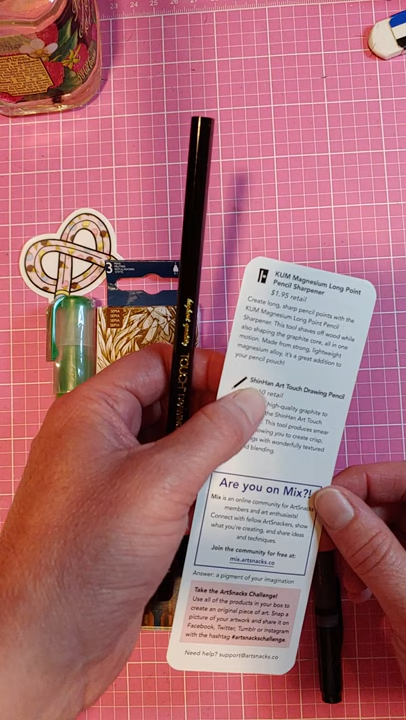 3
SEPIA
SEPIA
SEPIA
TOUCH
KUM Magnesium Long Point
Pencil Sharpener
$1.95 retail
Create long, sharp pencil points with the
KUM Magnesium Long Point Pencil
Sharpener. This tool shaves off wood while
also shaping the graphite core, all in one
motion. Made from strong, lightweight
magnesium alloy, it's a great addition to
your pencil pouch!
ShinHan Art Touch Drawing Pencil
retail
high-quality graphite to
the ShinHan Art Touch
This tool produces smear-
owing you to create crisp,
ngs with wonderfully textured
nd blending.
Are you on Mix?!
Mix is an online community for ArtSnacks
members and art enthusiasts!
Connect with fellow ArtSnackers, show
what you're creating, and share ideas
and techniques.
Join the community for free at:
mix.artsnacks.co
Answer: a pigment of your imagination
Take the ArtSnacks Challenge!
Use all of the products in your box to
create an original piece of art. Snap a
picture of your artwork and share it on
Facebook, Twitter, Tumblr or Instagram
with the hashtag #artsnackschallenge.
Need help? support@artsnacks.co